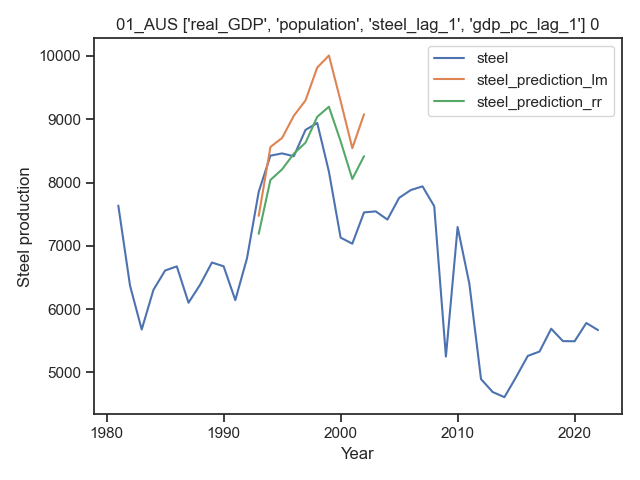 01_AUS ['real_GDP', 'population', 'steel_lag_1', 'gdp_pc_lag_1'] 0
steel
steel_prediction_lm
steel_prediction_rr
10000
9000
8000
7000
6000
5000
Steel production
1980
1990
2000
2010
2020
Year